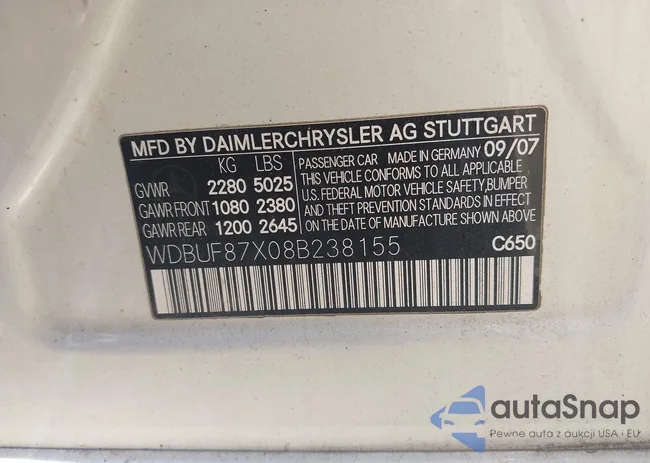 MFD BY DAIMLERCHRYSLER AG STUTTGART
KG LBS
PASSENGER CAR MADE IN GERMANY 09/07
GVWR 2280 5025
GAWR FRONT 1080 2380
GAWR REAR 1200 2645
THIS VEHICLE CONFORMS TO ALL APPLICABLE
U.S. FEDERAL MOTOR VEHICLE SAFETY, BUMPER
AND THEFT PREVENTION STANDARDS IN EFFECT
ON THE DATE OF MANUFACTURE SHOWN ABOVE.
WDBUF87X08B238155 C650
autoSnap
Pewne auta z aukcji USA i EU